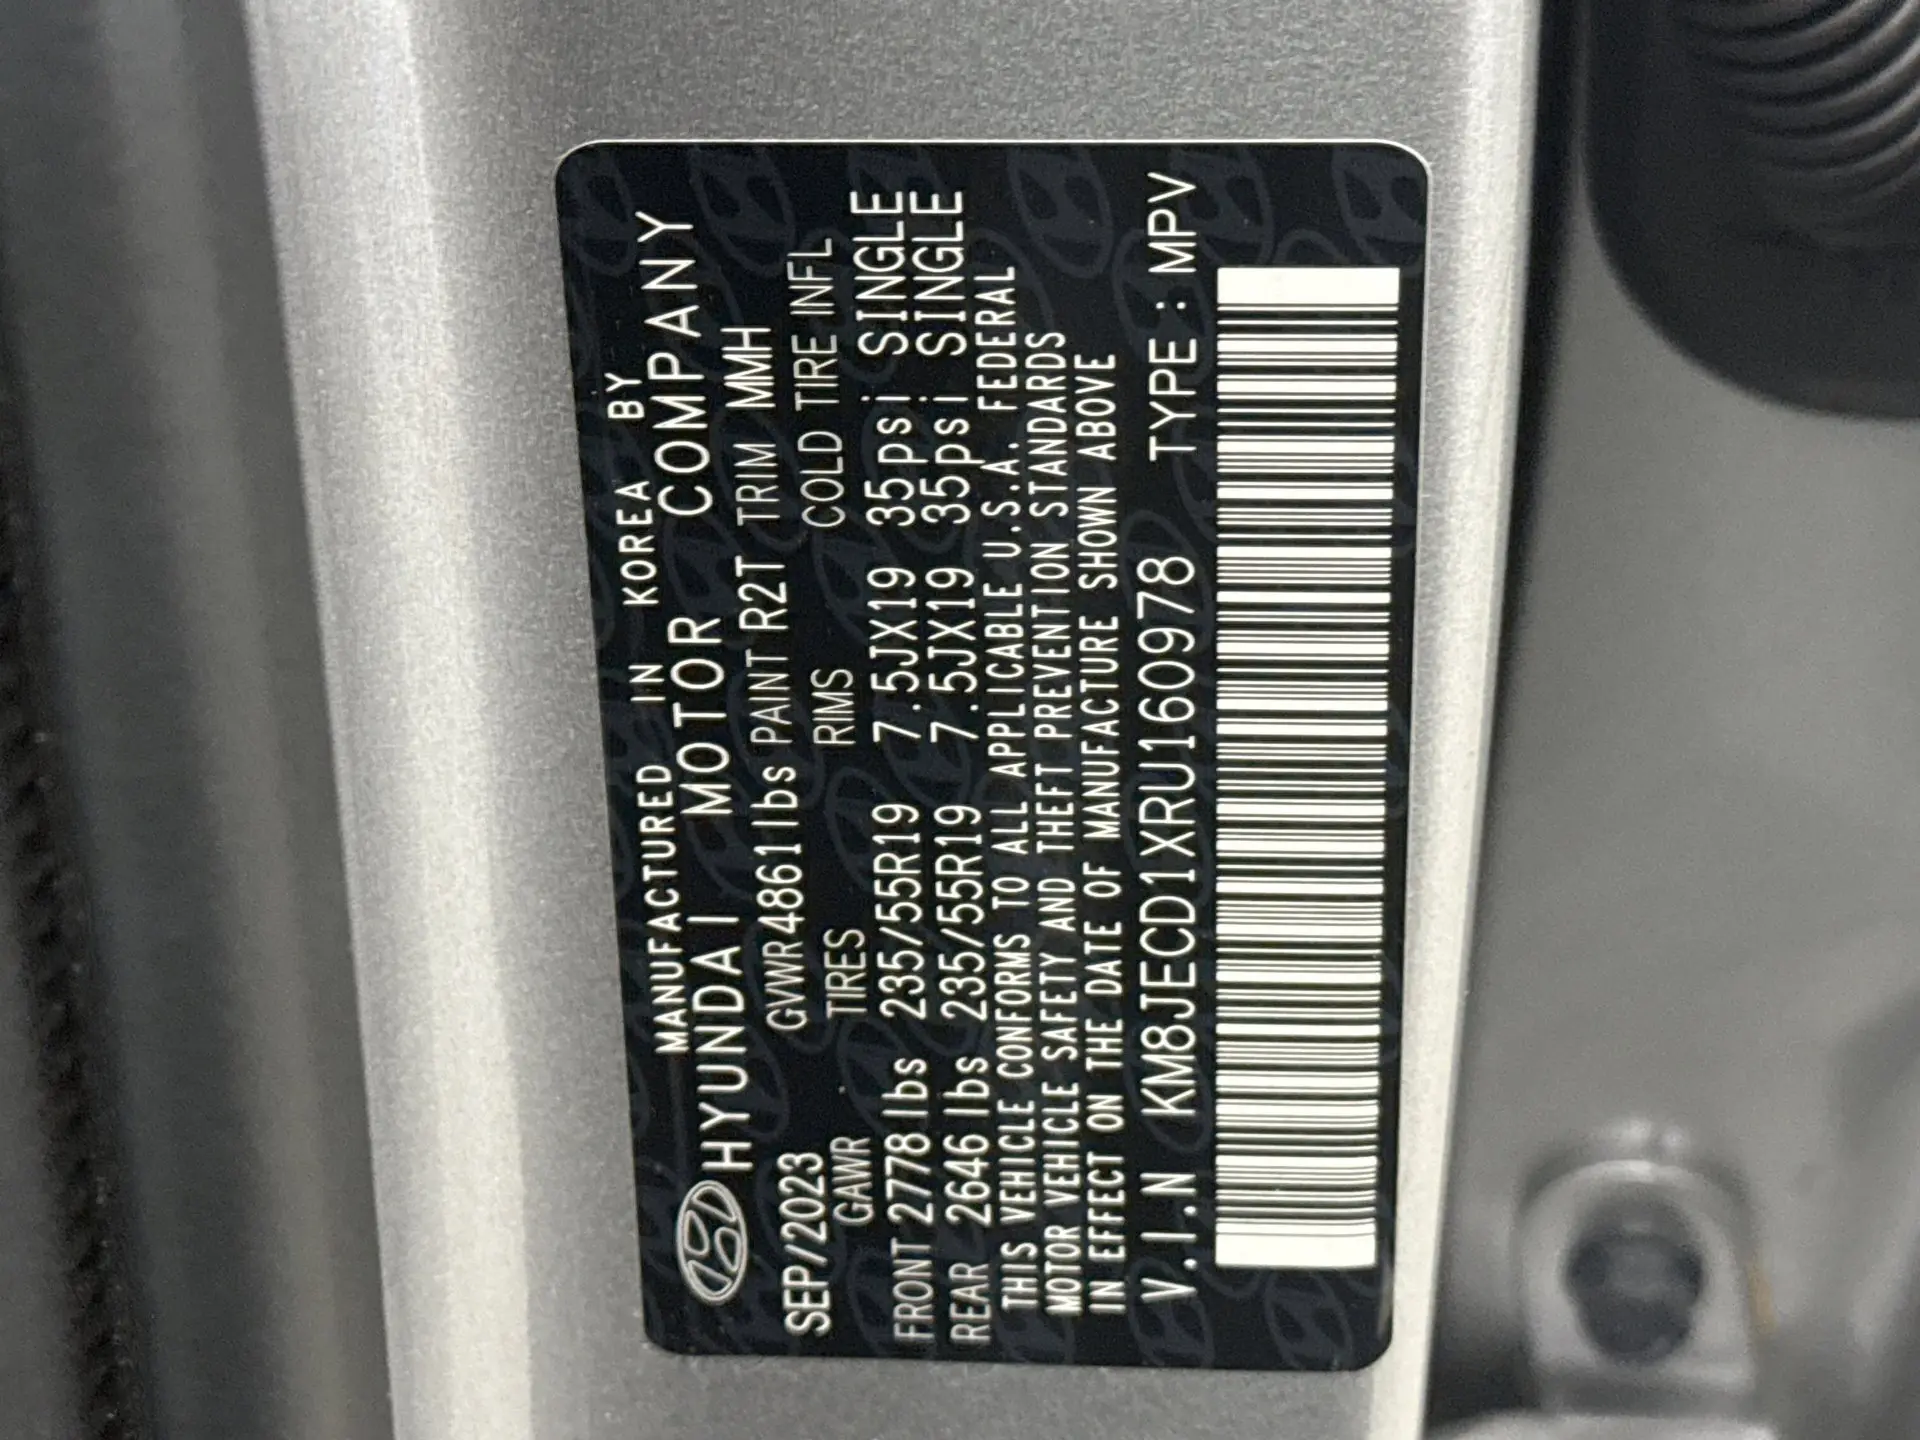 MANUFACTURED IN KOREA BY
HYUNDAI MOTOR COMPANY
SEP/2023 GVWR 4861lbs PAINT R2T TRIM MMH
GAWR TIRES RIMS COLD TIRE INFL
FRONT 2778 lbs 235/55R19 7.5JX19 35psi SINGLE
REAR 2646 lbs 235/55R19 7.5JX19 35psi SINGLE
THIS VEHICLE CONFORMS TO ALL APPLICABLE U.S.A. FEDERAL
MOTOR VEHICLE SAFETY AND THEFT PREVENTION STANDARDS
IN EFFECT ON THE DATE OF MANUFACTURE SHOWN ABOVE
V.I.N KM8JECD1XRU160978 TYPE : MPV